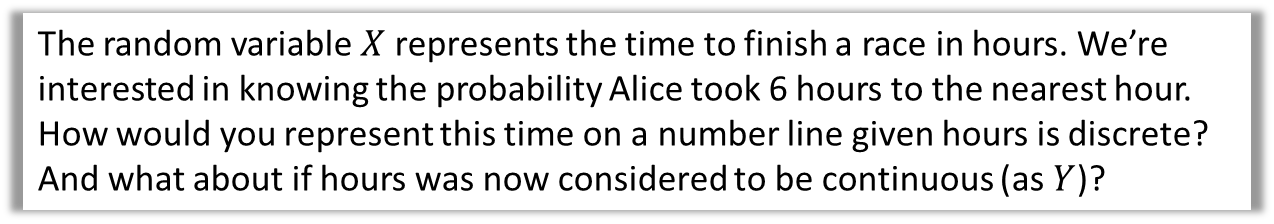 The random variable X represents the time to finish a race in hours. We’re
interested in knowing the probability Alice took 6 hours to the nearest hour.
How would you represent this time on a number line given hours is discrete?
And what about if hours was now considered to be continuous (as Y)?